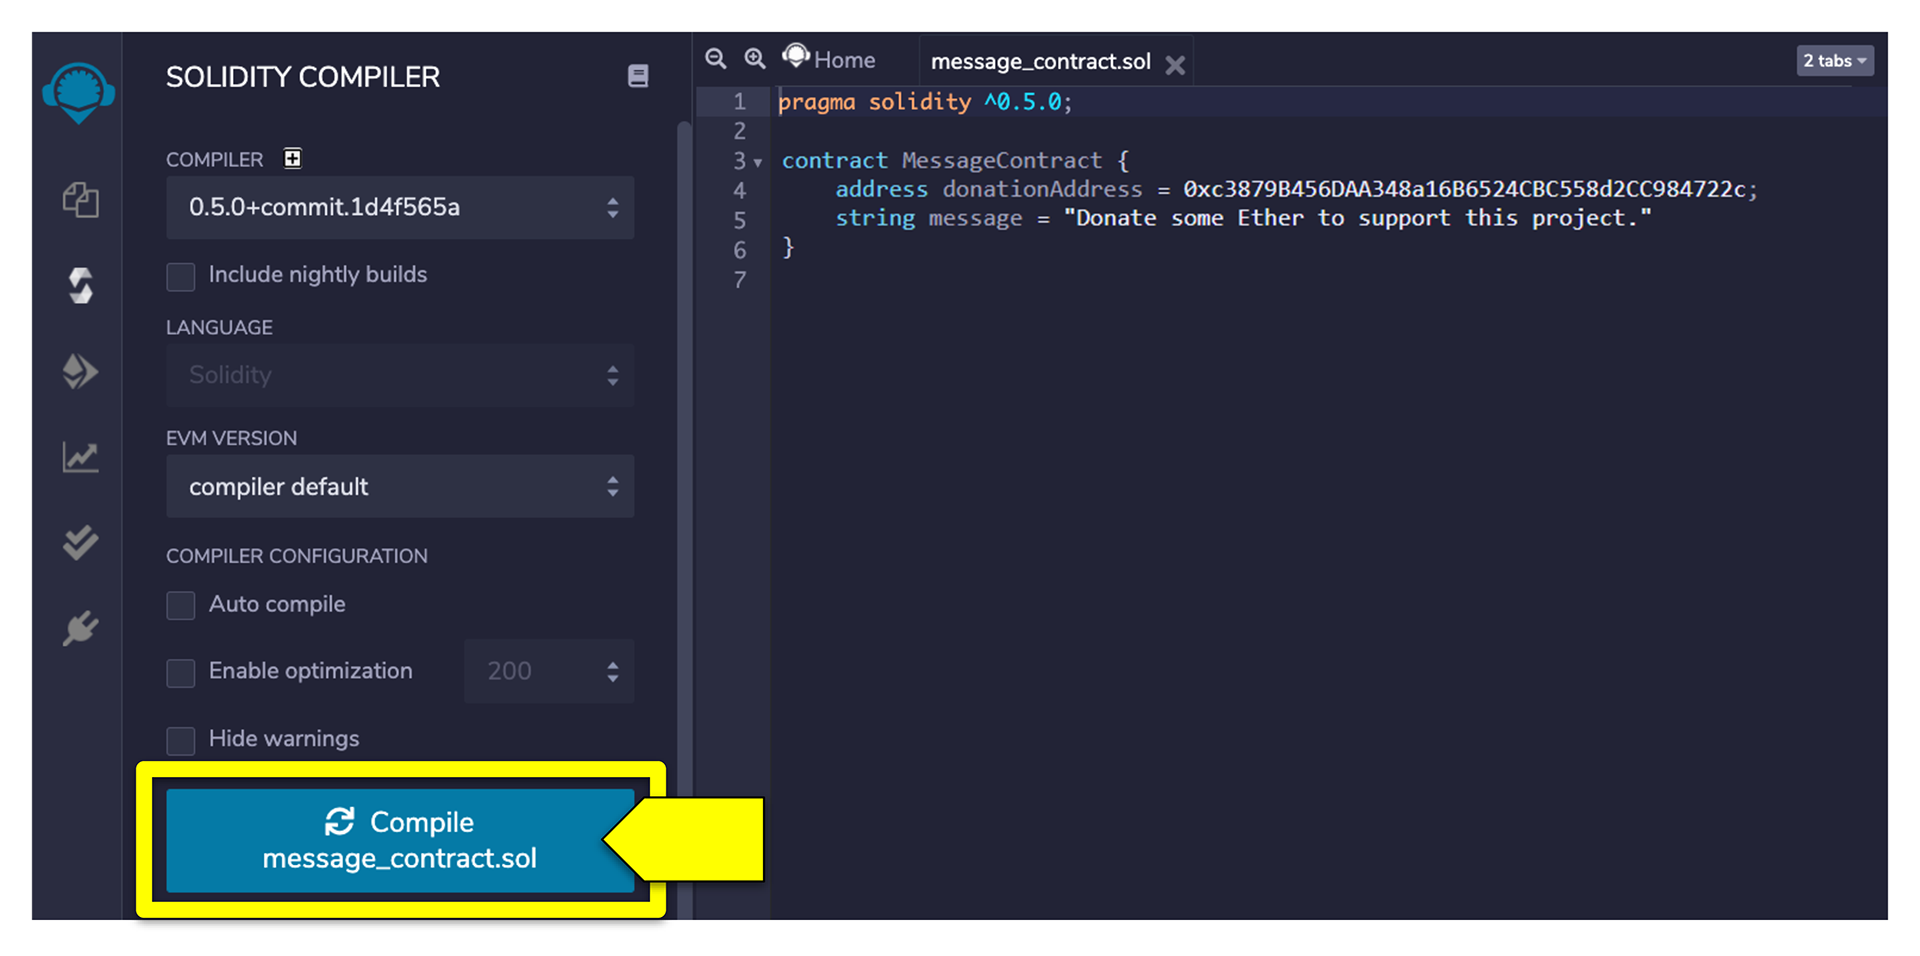 SOLIDITY COMPILER
COMPILER
0.5.0+commit.1d4f565a
Include nightly builds
LANGUAGE
Solidity
EVM VERSION
compiler default
COMPILER CONFIGURATION
Auto compile
Enable optimization 200
Hide warnings
Compile
message_contract.sol
Home message_contract.sol 2 tabs
1 pragma solidity ^0.5.0;
2
3 contract MessageContract {
4 address donationAddress = 0xc3879B456DAA348a16B6524CBC558d2CC984722c;
5 string message = "Donate some Ether to support this project."
6 }
7